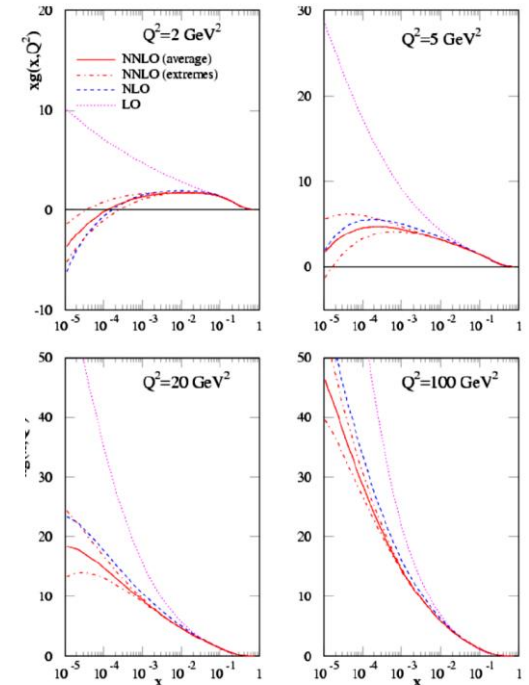 xg(x,Q²)
Q²=2 GeV²
NNLO (average)
NNLO (extremes)
NLO
LO
20
10
0
-10
10⁻⁵ 10⁻⁴ 10⁻³ 10⁻² 10⁻¹ 1
Q²=5 GeV²
30
20
10
0
-10
10⁻⁵ 10⁻⁴ 10⁻³ 10⁻² 10⁻¹ 1
Q²=20 GeV²
50
40
30
20
10
0
10⁻⁵ 10⁻⁴ 10⁻³ 10⁻² 10⁻¹ 1
x
Q²=100 GeV²
50
40
30
20
10
0
10⁻⁵ 10⁻⁴ 10⁻³ 10⁻² 10⁻¹ 1
x